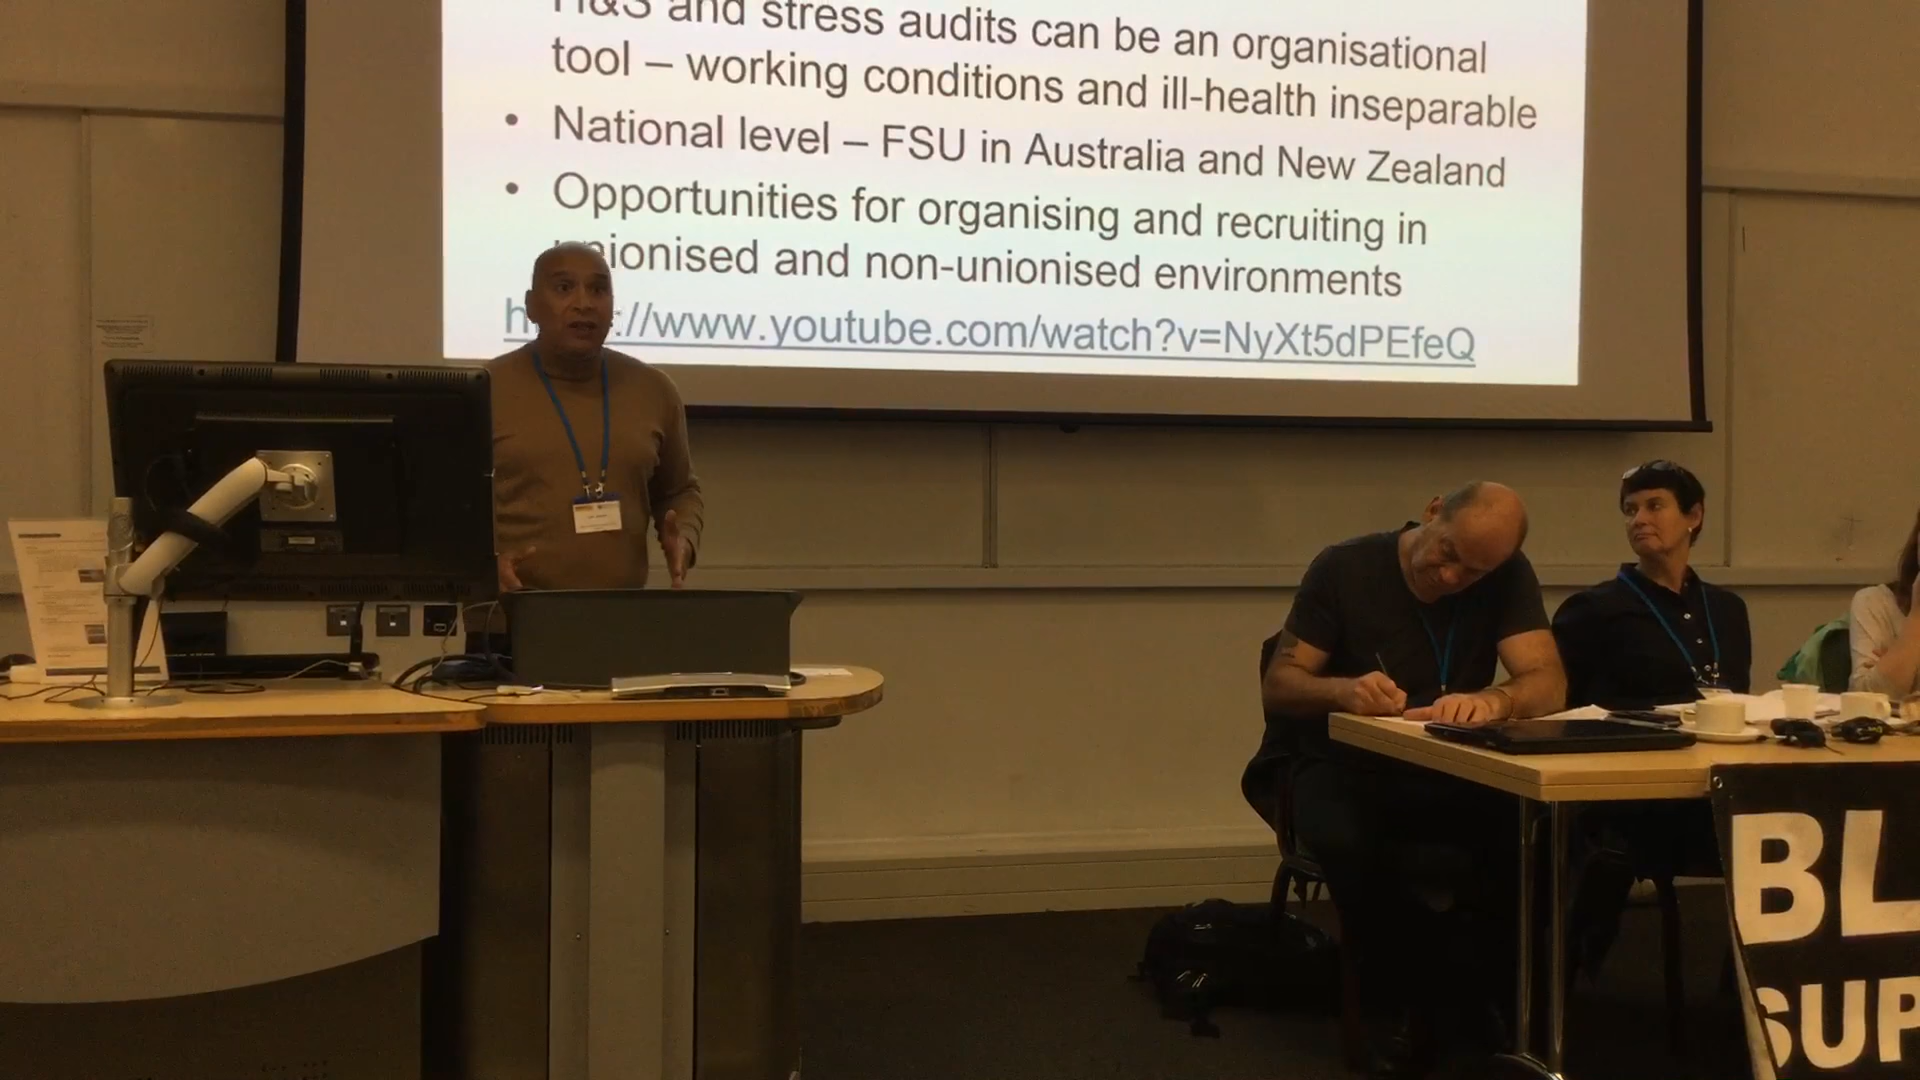 H&S and stress audits can be an organisational
tool – working conditions and ill-health inseparable
• National level – FSU in Australia and New Zealand
• Opportunities for organising and recruiting in
unionised and non-unionised environments
://www.youtube.com/watch?v=NyXt5dPEfeQ
BL
SUP